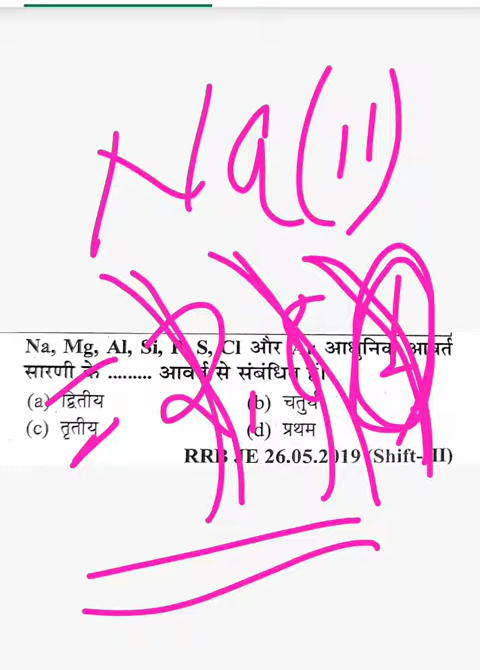 Na (11)
2, 8, 1
Na, Mg, Al, Si, P, S, Cl और Ar आधुनिक आवर्त
सारणी के ......... आवर्त से संबंधित हैं।
(a) द्वितीय (b) चतुर्थ
(c) तृतीय (d) प्रथम
RRB JE 26.05.2019 (Shift-III)